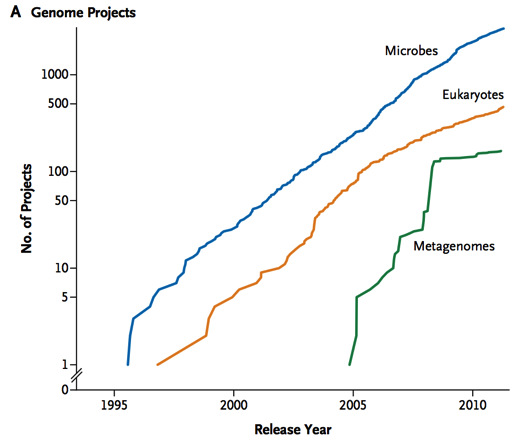 A Genome Projects
Microbes
Eukaryotes
Metagenomes
No. of Projects
1000
500
100
50
10
5
1
0
1995
2000
2005
2010
Release Year